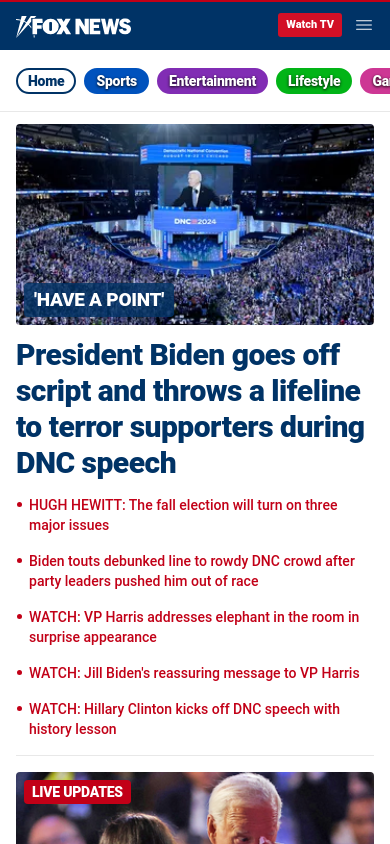 FOX NEWS
Watch TV
Home
Sports
Entertainment
Lifestyle
Democratic National Convention
AUGUST 19-22 / CHICAGO
DNC 2024
'HAVE A POINT'
President Biden goes off
script and throws a lifeline
to terror supporters during
DNC speech
• HUGH HEWITT: The fall election will turn on three
major issues
• Biden touts debunked line to rowdy DNC crowd after
party leaders pushed him out of race
• WATCH: VP Harris addresses elephant in the room in
surprise appearance
• WATCH: Jill Biden's reassuring message to VP Harris
• WATCH: Hillary Clinton kicks off DNC speech with
history lesson
LIVE UPDATES